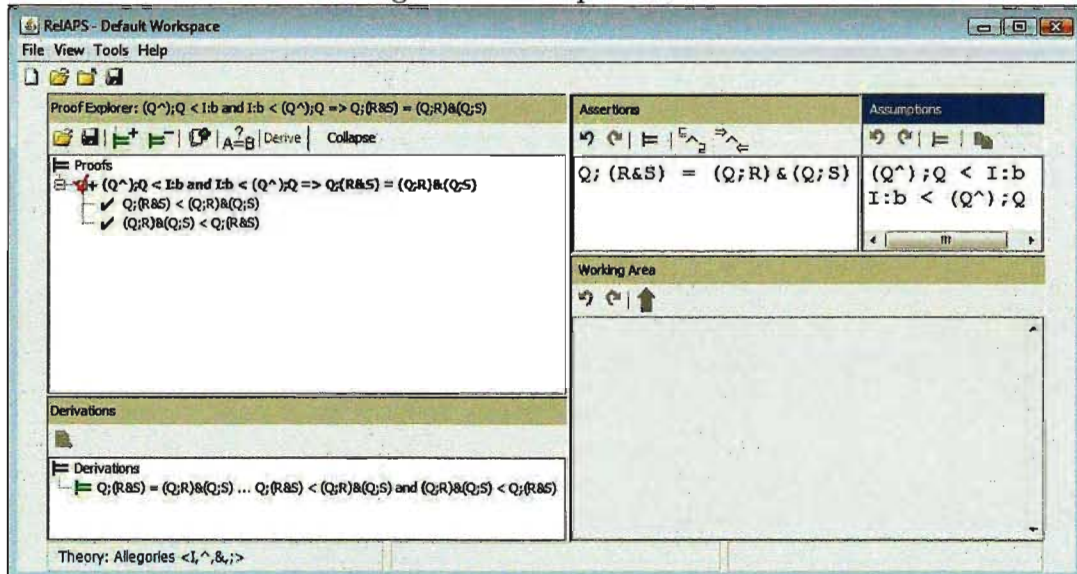 RelAPS - Default Workspace
File View Tools Help
Proof Explorer: (Q^);Q < I:b and I:b < (Q^);Q => Q;(R&S) = (Q;R)&(Q;S)
A=B Derive Collapse
Proofs
(Q^);Q < I:b and I:b < (Q^);Q => Q;(R&S) = (Q;R)&(Q;S)
Q;(R&S) < (Q;R)&(Q;S)
(Q;R)&(Q;S) < Q;(R&S)
Derivations
Derivations
Q;(R&S) = (Q;R)&(Q;S) ... Q;(R&S) < (Q;R)&(Q;S) and (Q;R)&(Q;S) < Q;(R&S)
Theory: Allegories <I,^,&,;>
Assertions
Q;(R&S) = (Q;R)&(Q;S)
Assumptions
(Q^);Q < I:b
I:b < (Q^);Q
Working Area